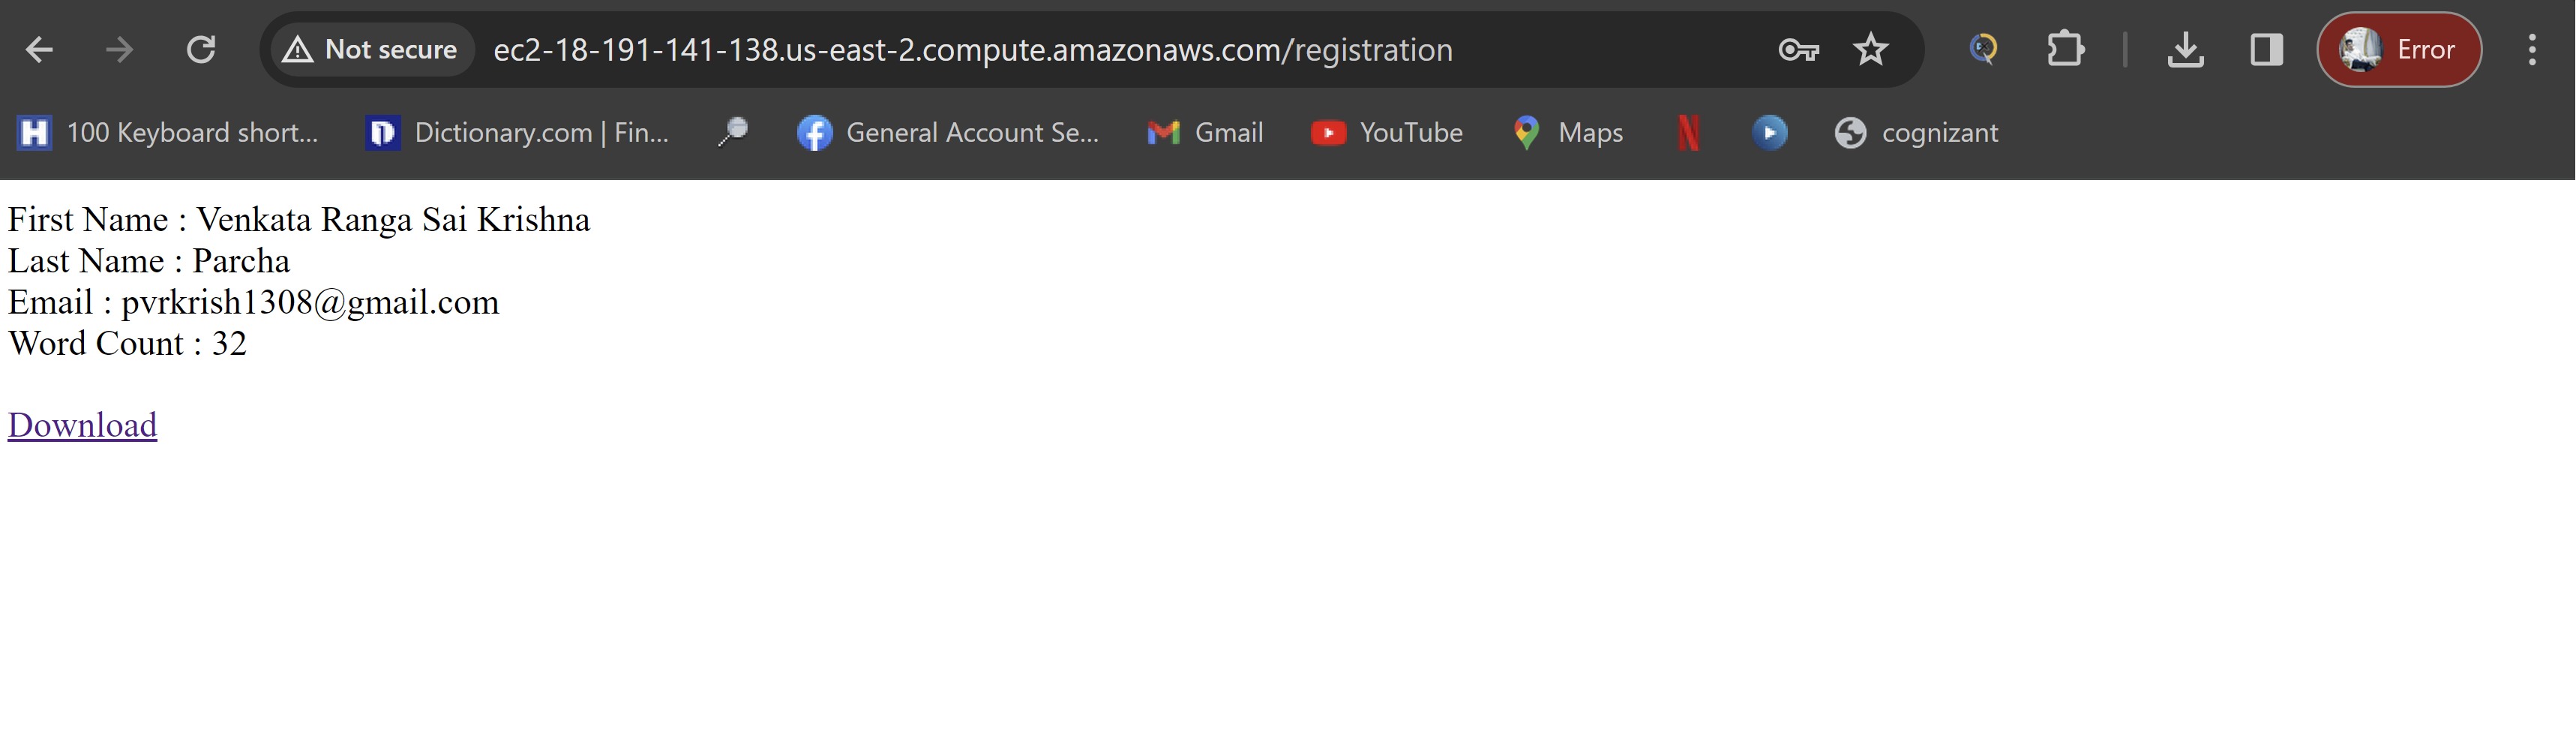 Not secure ec2-18-191-141-138.us-east-2.compute.amazonaws.com/registration Error
100 Keyboard short... Dictionary.com | Fin... General Account Se... Gmail YouTube Maps cognizant
First Name : Venkata Ranga Sai Krishna
Last Name : Parcha
Email : pvrkrish1308@gmail.com
Word Count : 32
Download